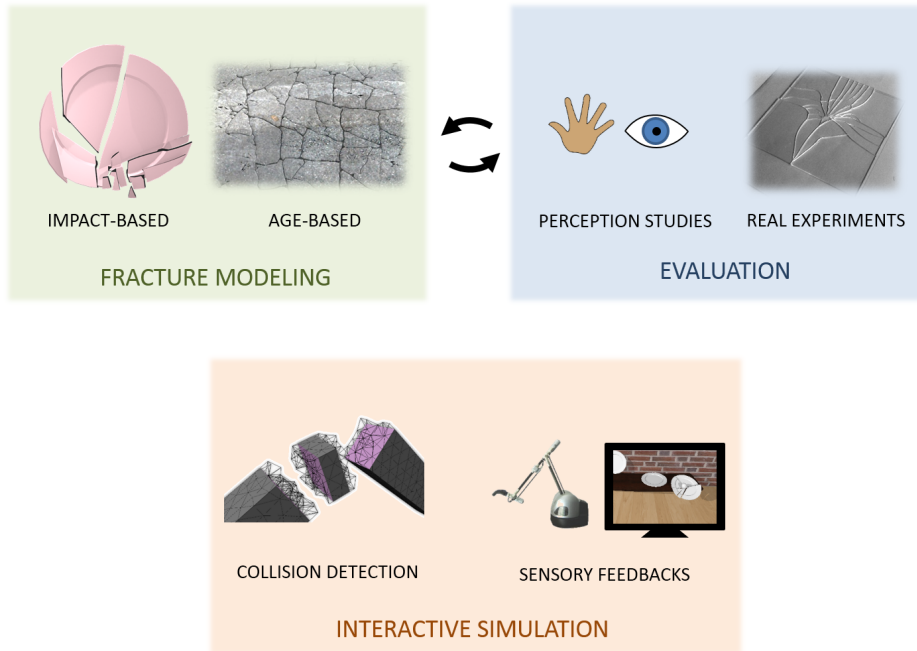 IMPACT-BASED
AGE-BASED
FRACTURE MODELING
PERCEPTION STUDIES
REAL EXPERIMENTS
EVALUATION
COLLISION DETECTION
SENSORY FEEDBACKS
INTERACTIVE SIMULATION